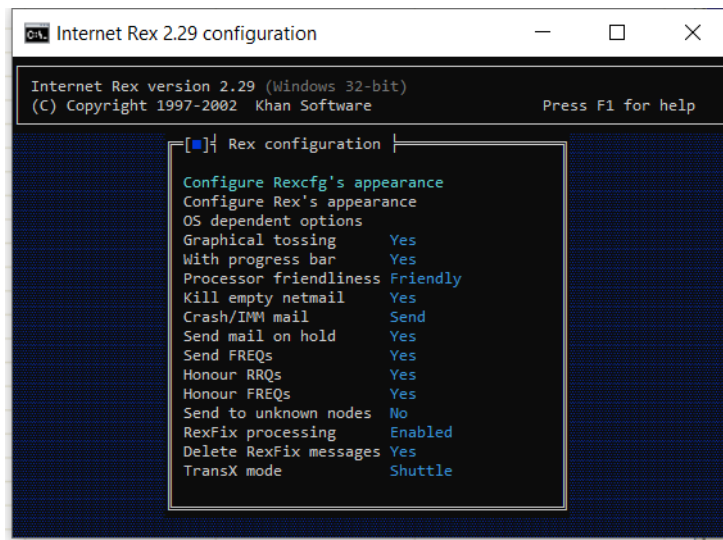 Internet Rex 2.29 configuration
Internet Rex version 2.29 (Windows 32-bit)
(C) Copyright 1997-2002 Khan Software Press F1 for help
Rex configuration
Configure Rexcfg's appearance
Configure Rex's appearance
OS dependent options
Graphical tossing Yes
With progress bar Yes
Processor friendliness Friendly
Kill empty netmail Yes
Crash/IMM mail Send
Send mail on hold Yes
Send FREQs Yes
Honour RRQs Yes
Honour FREQs Yes
Send to unknown nodes No
RexFix processing Enabled
Delete RexFix messages Yes
TransX mode Shuttle